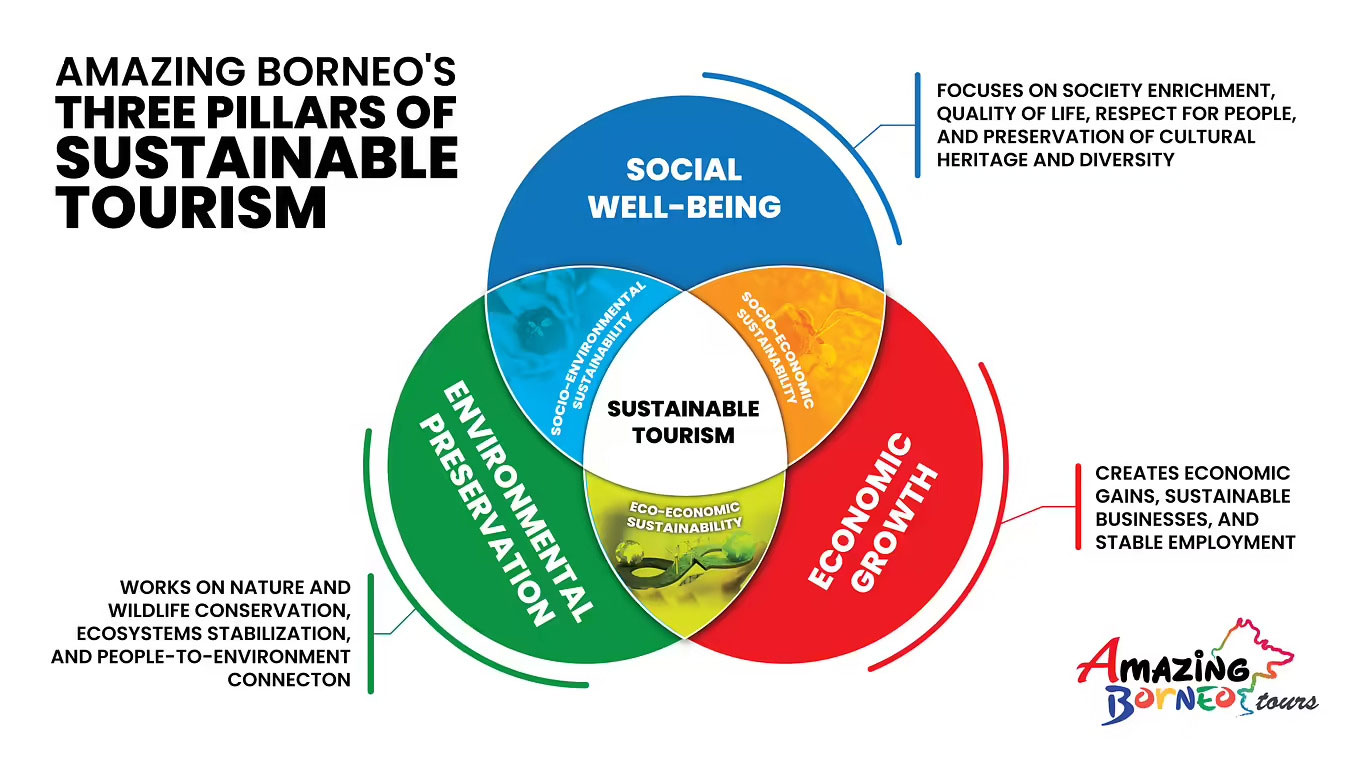 AMAZING BORNEO'S
THREE PILLARS OF
SUSTAINABLE
TOURISM
FOCUSES ON SOCIETY ENRICHMENT,
QUALITY OF LIFE, RESPECT FOR PEOPLE,
AND PRESERVATION OF CULTURAL
HERITAGE AND DIVERSITY
SOCIAL
WELL-BEING
SOCIO-ENVIRONMENTAL
SUSTAINABILITY
SOCIO-ECONOMIC
SUSTAINABILITY
SUSTAINABLE
TOURISM
ENVIRONMENTAL
PRESERVATION
ECO-ECONOMIC
SUSTAINABILITY
ECONOMIC
GROWTH
CREATES ECONOMIC
GAINS, SUSTAINABLE
BUSINESSES, AND
STABLE EMPLOYMENT
WORKS ON NATURE AND
WILDLIFE CONSERVATION,
ECOSYSTEMS STABILIZATION,
AND PEOPLE-TO-ENVIRONMENT
CONNECTON
AMAZING
BORNEO tours